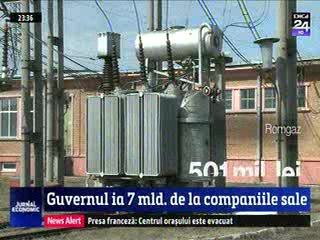 23:36
DIGI
24
HD
Romgaz
501 mil. lei
JURNAL
ECONOMIC
Guvernul ia 7 mld. de la companiile sale
News Alert
Presa franceză: Centrul orașului este evacuat